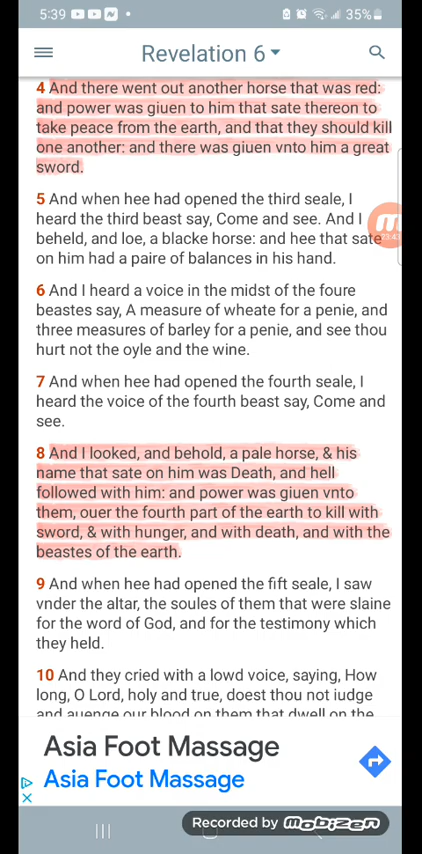 5:39
35%
Revelation 6
4 And there went out another horse that was red:
and power was giuen to him that sate thereon to
take peace from the earth, and that they should kill
one another: and there was giuen vnto him a great
sword.
5 And when hee had opened the third seale, I
heard the third beast say, Come and see. And I
beheld, and loe, a blacke horse: and hee that sate
on him had a paire of balances in his hand.
23:43
6 And I heard a voice in the midst of the foure
beastes say, A measure of wheate for a penie, and
three measures of barley for a penie, and see thou
hurt not the oyle and the wine.
7 And when hee had opened the fourth seale, I
heard the voice of the fourth beast say, Come and
see.
8 And I looked, and behold, a pale horse, & his
name that sate on him was Death, and hell
followed with him: and power was giuen vnto
them, ouer the fourth part of the earth to kill with
sword, & with hunger, and with death, and with the
beastes of the earth.
9 And when hee had opened the fift seale, I saw
vnder the altar, the soules of them that were slaine
for the word of God, and for the testimony which
they held.
10 And they cried with a lowd voice, saying, How
long, O Lord, holy and true, doest thou not iudge
and auenge our blood on them that dwell on the
Asia Foot Massage
Asia Foot Massage
Recorded by mobizen